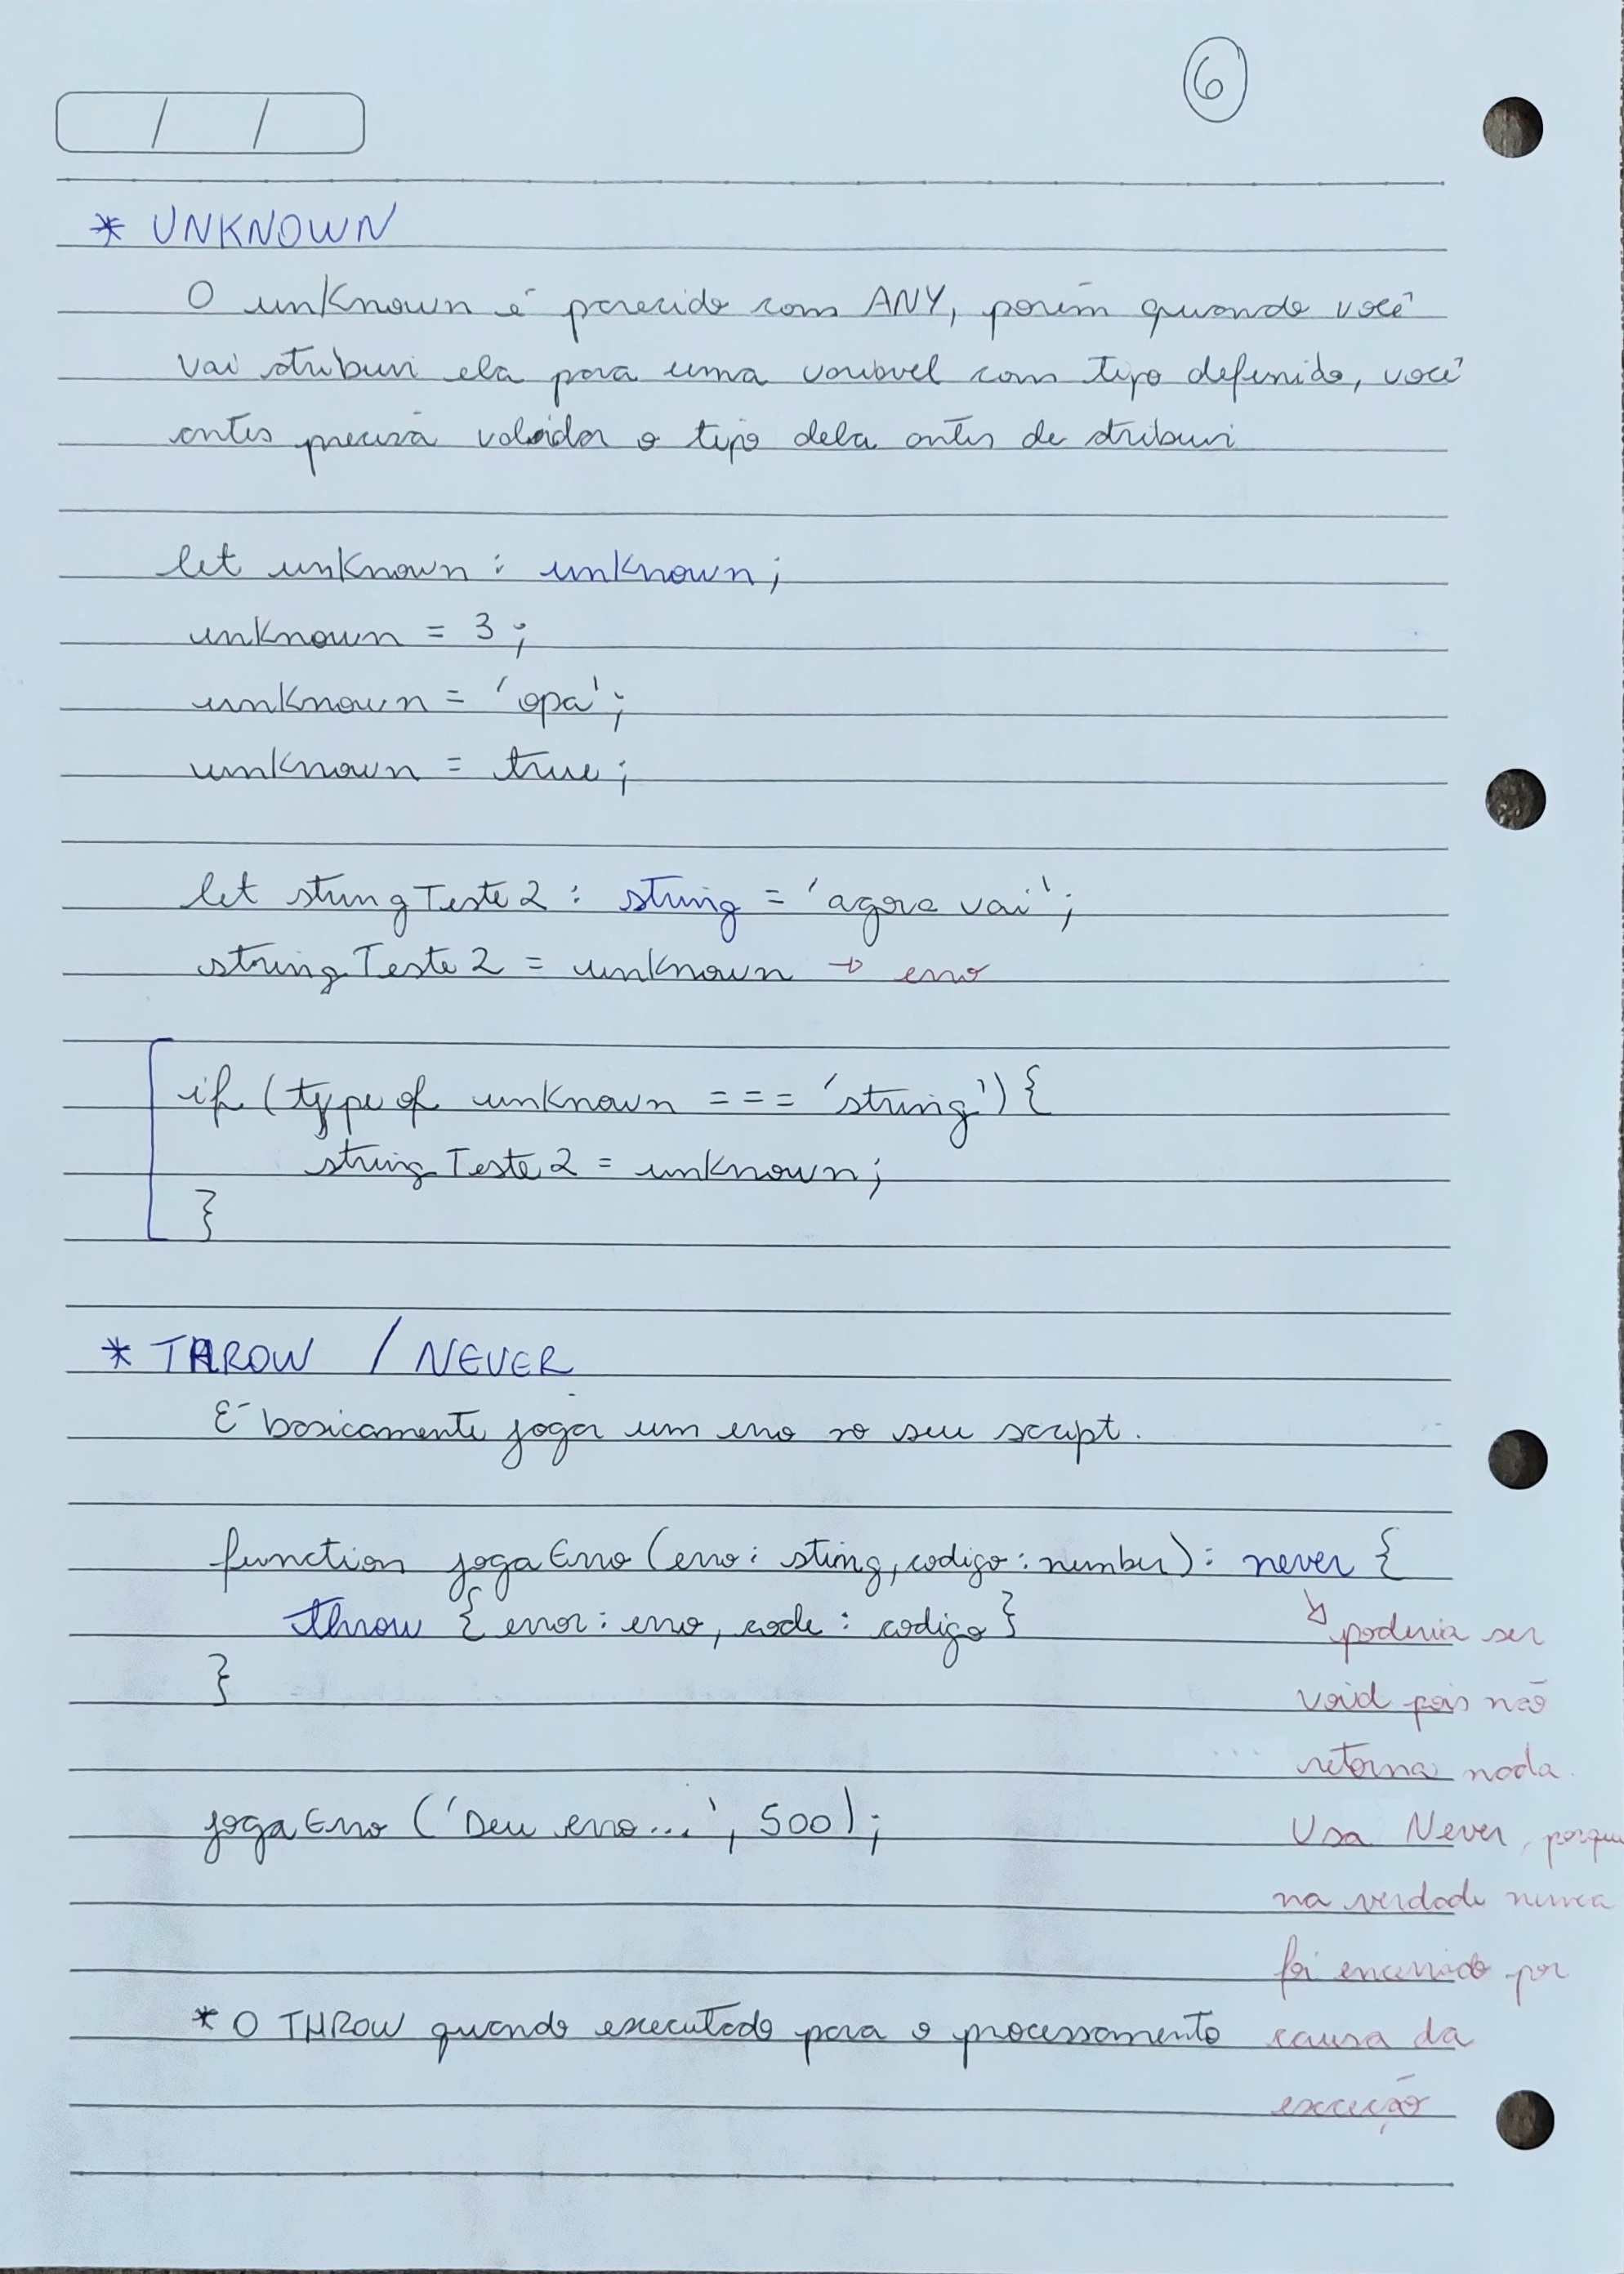 6
/ /
* UNKNOWN
O unknown é parecido com ANY, porém quando você
vai atribuir ela para uma variável com tipo definido, você
antes precisa validar o tipo dela antes de atribuir
let unknown : unknown;
unknown = 3;
unknown = 'opa';
unknown = true;
let stringTeste2 : string = 'agora vai';
stringTeste2 = unknown → erro
if (typeof unknown === 'string') {
stringTeste2 = unknown;
}
* THROW / NEVER
É basicamente jogar um erro no seu script.
function jogaErro (erro: sting, codigo: number) : never {
throw { error : erro, code : codigo }
}
jogaErro ('Deu erro...', 500);
* O THROW quando executado para o processamento
↳ poderia ser
void pois não
retorna nada.
Usa Never, porque
na verdade nunca
foi encerrado por
causa da
exceção